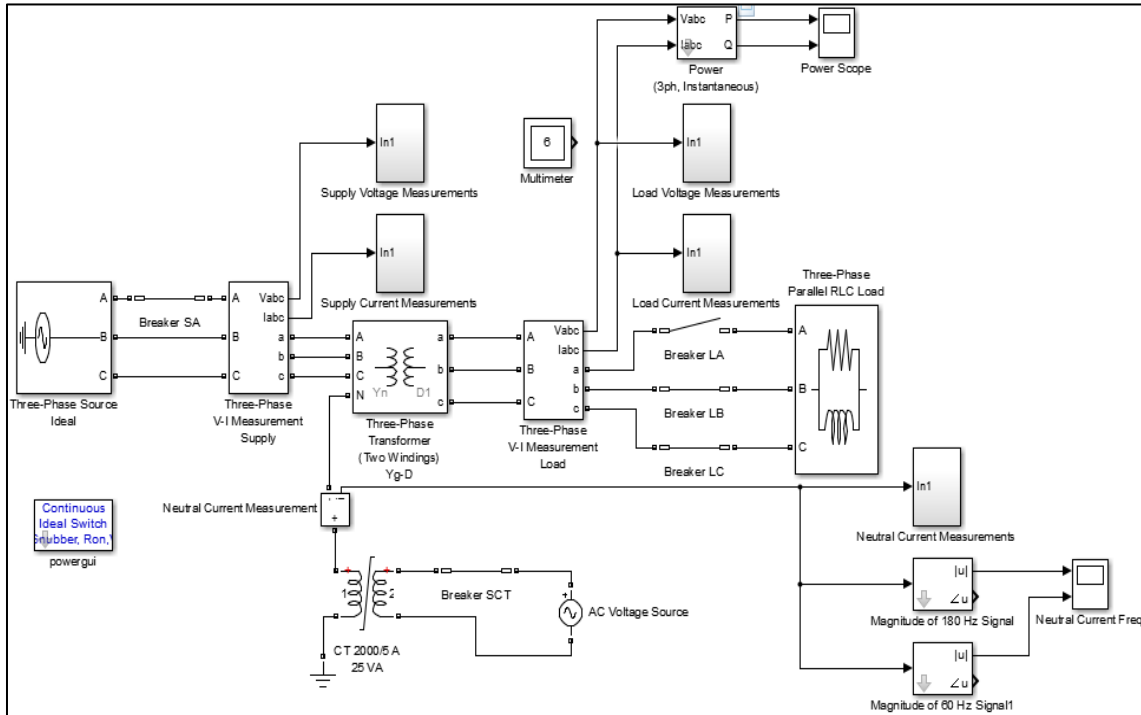 Vabc P
Iabc Q
Power
(3ph, Instantaneous)
Power Scope
In1
Supply Voltage Measurements
6
Multimeter
In1
Load Voltage Measurements
In1
Supply Current Measurements
In1
Load Current Measurements
Three-Phase
Parallel RLC Load
A
B
C
Three-Phase Source
Ideal
A
B
C
Breaker SA
A Vabc
Iabc
B a
b
C c
Three-Phase
V-I Measurement
Supply
A a
B
b
C
N c
Yn D1
Three-Phase
Transformer
(Two Windings)
Yg-D
A Vabc
Iabc
B a
b
C c
Three-Phase
V-I Measurement
Load
Breaker LA
Breaker LB
Breaker LC
A
B
C
Continuous
Ideal Switch
powergui
Neutral Current Measurement
+
In1
Neutral Current Measurements
1 2
+ +
CT 2000/5 A
25 VA
Breaker SCT
+
AC Voltage Source
|u|
∠u
Magnitude of 180 Hz Signal
Neutral Current Freq
|u|
∠u
Magnitude of 60 Hz Signal1